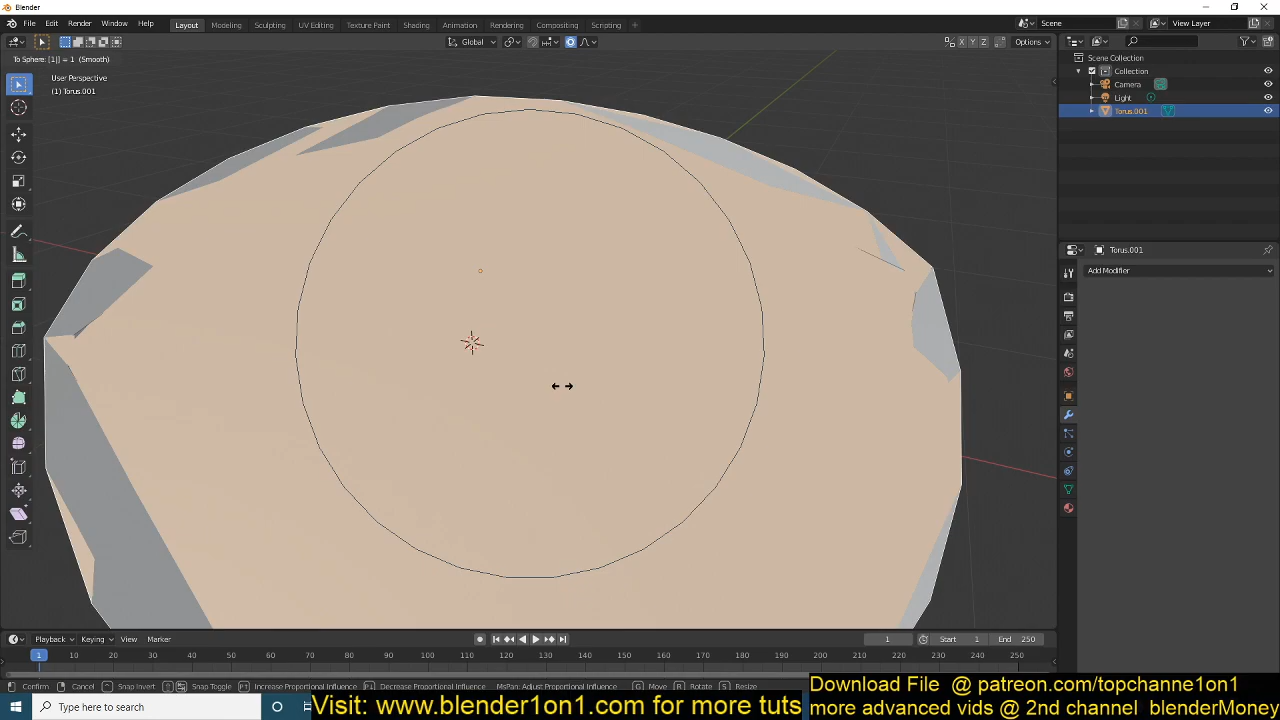 Blender
File Edit Render Window Help Layout Modeling Sculpting UV Editing Texture Paint Shading Animation Rendering Compositing Scripting + Scene View Layer
Global X Y Z Options
To Sphere: [1|] = 1 (Smooth)
User Perspective
(1) Torus.001
Scene Collection
Collection
Camera
Light
Torus.001
Torus.001
Add Modifier
Playback Keying View Marker 1 Start 1 End 250
1 10 20 30 40 50 60 70 80 90 100 110 120 130 140 150 160 170 180 190 200 210 220 230 240 250
Confirm Cancel Snap Invert Snap Toggle Increase Proportional Influence Decrease Proportional Influence MsPan: Adjust Proportional Influence G Move R Rotate S Resize
Type here to search
Visit: www.blender1on1.com for more tuts
Download File @ patreon.com/topchanne1on1
more advanced vids @ 2nd channel blenderMoney